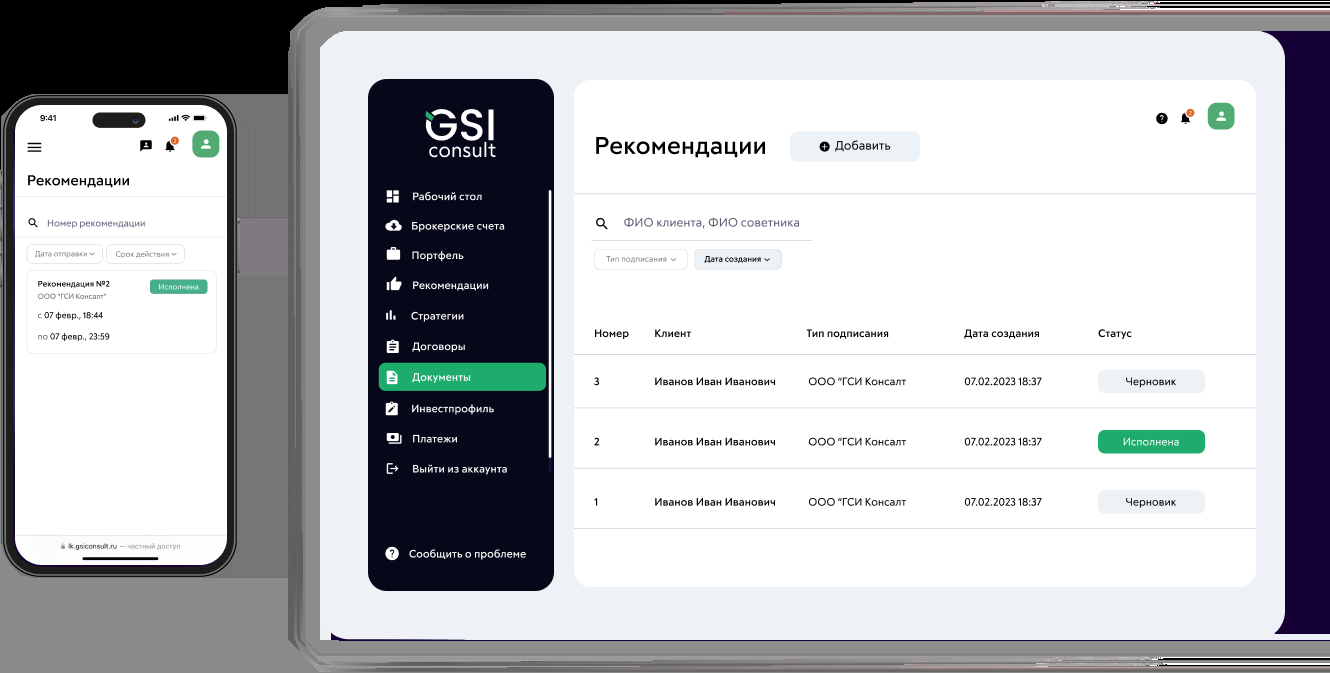 9:41
2
Рекомендации
Номер рекомендации
Дата отправки
Срок действия
Рекомендация №2
Исполнена
ООО "ГСИ Консалт"
с 07 февр., 18:44
по 07 февр., 23:59
lk.gsiconsult.ru — частный доступ
GSI
consult
Рабочий стол
Брокерские счета
Портфель
Рекомендации
Стратегии
Договоры
Документы
Инвестпрофиль
Платежи
Выйти из аккаунта
? Сообщить о проблеме
Рекомендации
Добавить
?
2
ФИО клиента, ФИО советника
Тип подписания
Дата создания
Номер Клиент Тип подписания Дата создания Статус
3 Иванов Иван Иванович ООО "ГСИ Консалт 07.02.2023 18:37 Черновик
2 Иванов Иван Иванович ООО "ГСИ Консалт 07.02.2023 18:37 Исполнена
1 Иванов Иван Иванович ООО "ГСИ Консалт 07.02.2023 18:37 Черновик